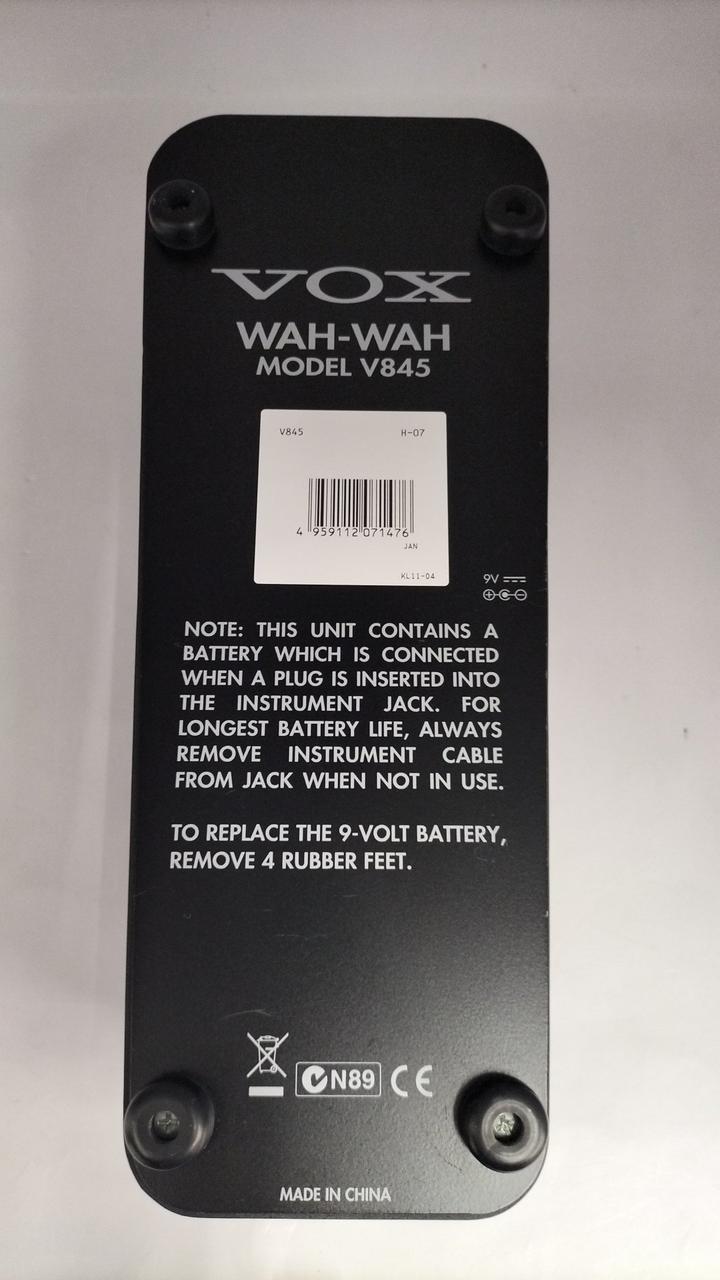 VOX
WAH-WAH
MODEL V845
V845 H-07
4 959112 071476
JAN
KL11-04
9V
NOTE: THIS UNIT CONTAINS A
BATTERY WHICH IS CONNECTED
WHEN A PLUG IS INSERTED INTO
THE INSTRUMENT JACK. FOR
LONGEST BATTERY LIFE, ALWAYS
REMOVE INSTRUMENT CABLE
FROM JACK WHEN NOT IN USE.
TO REPLACE THE 9-VOLT BATTERY,
REMOVE 4 RUBBER FEET.
N89 CE
MADE IN CHINA